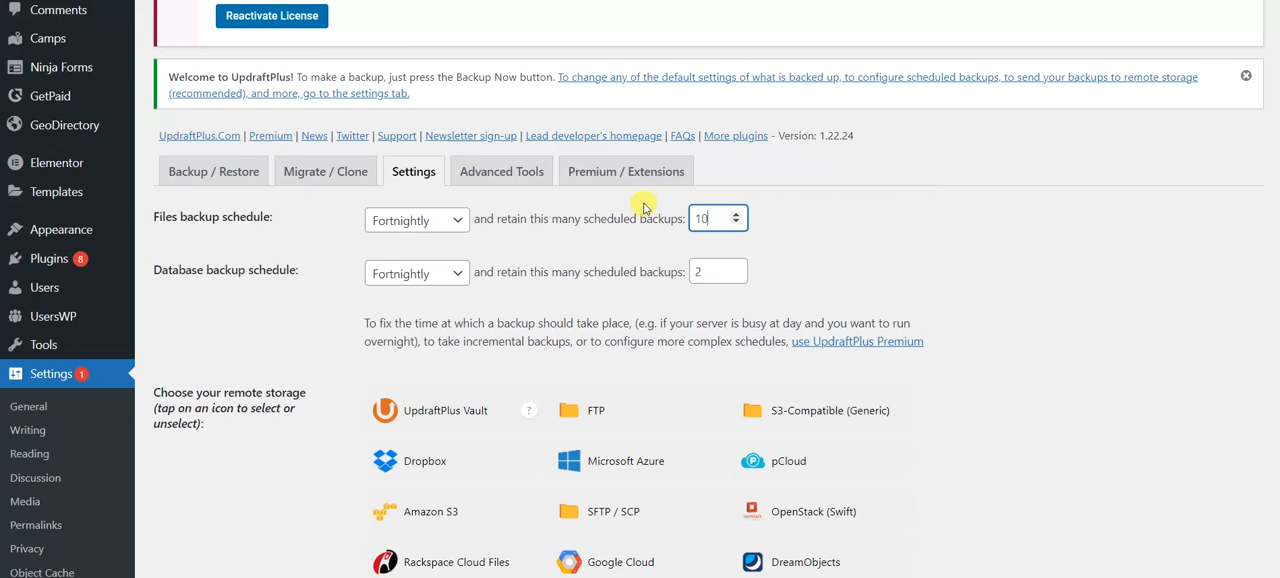 Comments
Camps
Ninja Forms
GetPaid
GeoDirectory
Elementor
Templates
Appearance
Plugins 8
Users
UsersWP
Tools
Settings 1
General
Writing
Reading
Discussion
Media
Permalinks
Privacy
Object Cache
Reactivate License
Welcome to UpdraftPlus! To make a backup, just press the Backup Now button. To change any of the default settings of what is backed up, to configure scheduled backups, to send your backups to remote storage
(recommended), and more, go to the settings tab.
UpdraftPlus.Com | Premium | News | Twitter | Support | Newsletter sign-up | Lead developer's homepage | FAQs | More plugins - Version: 1.22.24
Backup / Restore Migrate / Clone Settings Advanced Tools Premium / Extensions
Files backup schedule: Fortnightly and retain this many scheduled backups: 10
Database backup schedule: Fortnightly and retain this many scheduled backups: 2
To fix the time at which a backup should take place, (e.g. if your server is busy at day and you want to run
overnight), to take incremental backups, or to configure more complex schedules, use UpdraftPlus Premium
Choose your remote storage
(tap on an icon to select or
unselect):
UpdraftPlus Vault ? FTP S3-Compatible (Generic)
Dropbox Microsoft Azure pCloud
Amazon S3 SFTP / SCP OpenStack (Swift)
Rackspace Cloud Files Google Cloud DreamObjects